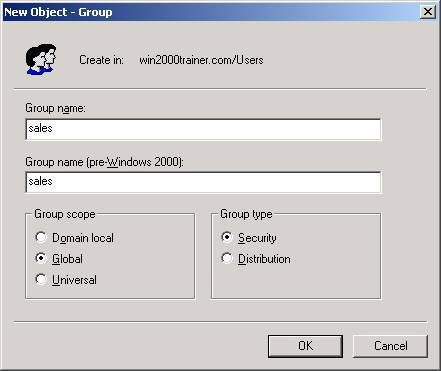 New Object - Group
Create in: win2000trainer.com/Users
Group name:
sales
Group name (pre-Windows 2000):
sales
Group scope
Domain local
Global
Universal
Group type
Security
Distribution
OK
Cancel